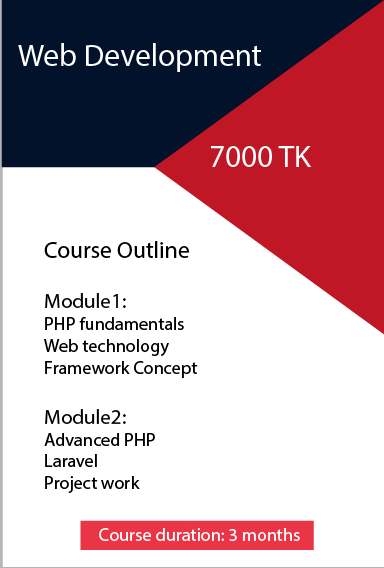 Web Development
7000 TK
Course Outline
Module1:
PHP fundamentals
Web technology
Framework Concept
Module2:
Advanced PHP
Laravel
Project work
Course duration: 3 months